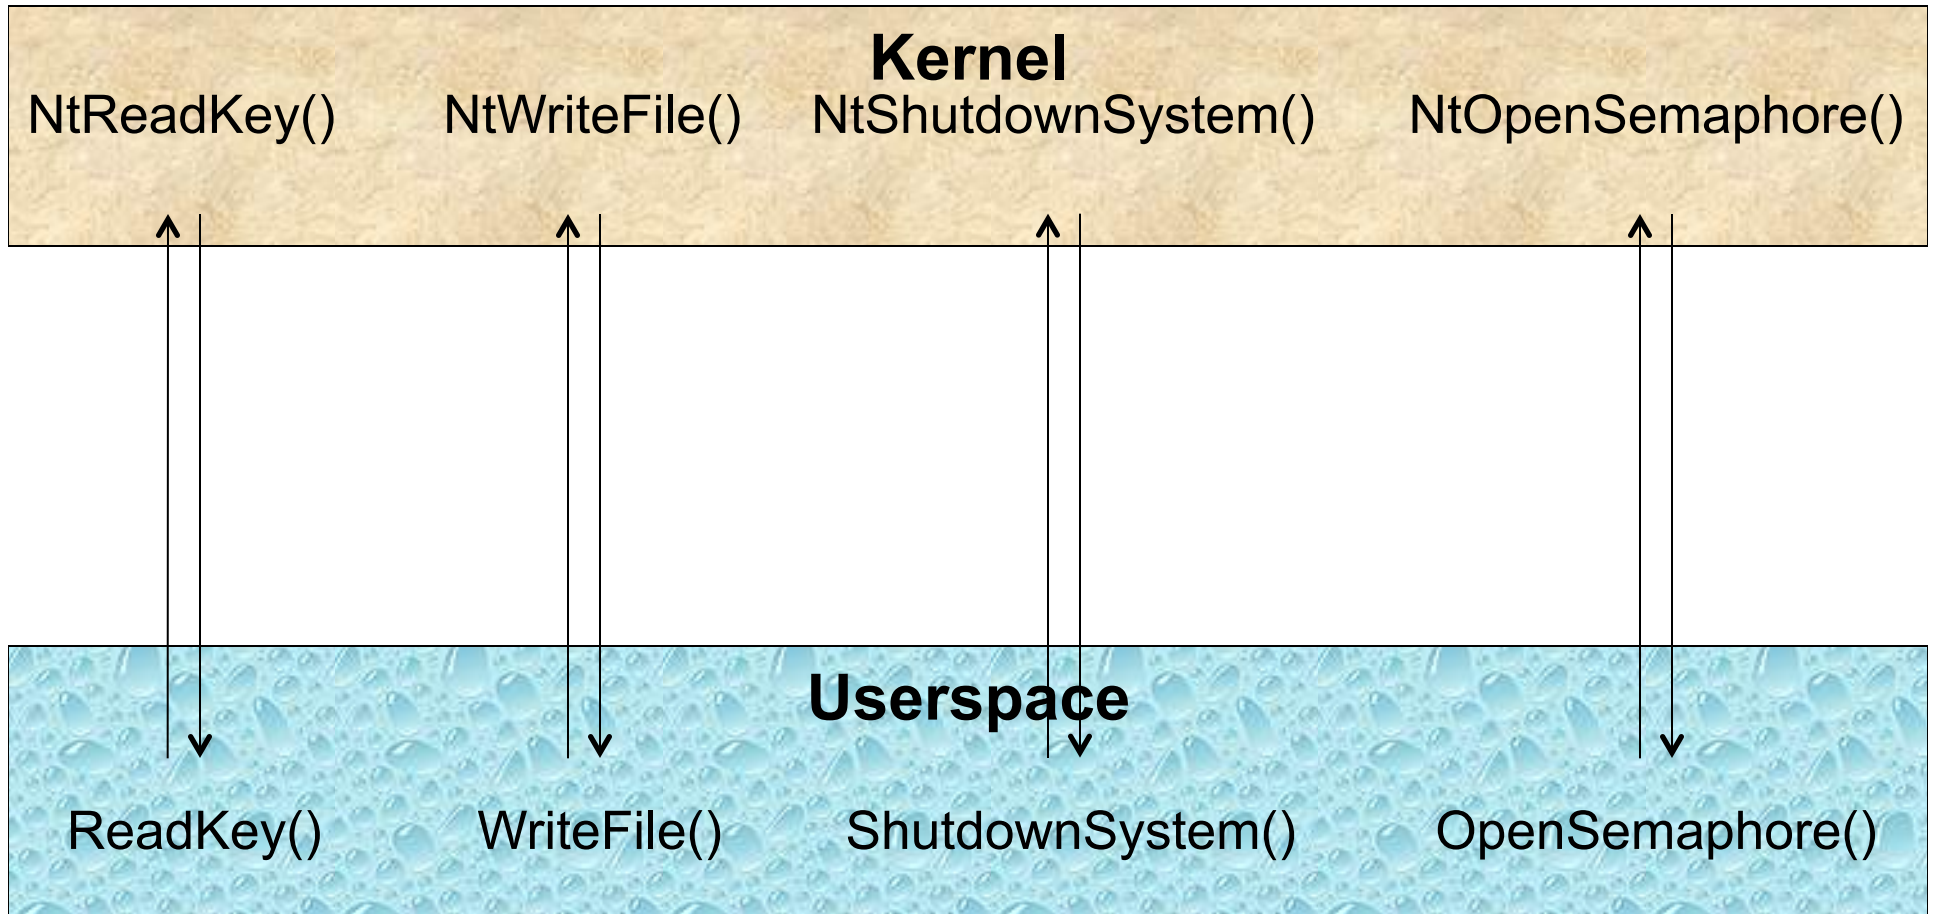 Kernel
NtReadKey() NtWriteFile() NtShutdownSystem() NtOpenSemaphore()
Userspace
ReadKey() WriteFile() ShutdownSystem() OpenSemaphore()